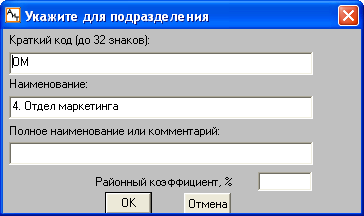 Укажите для подразделения
Краткий код (до 32 знаков):
ОМ
Наименование:
4. Отдел маркетинга
Полное наименование или комментарий:
Районный коэффициент, %
OK
Отмена